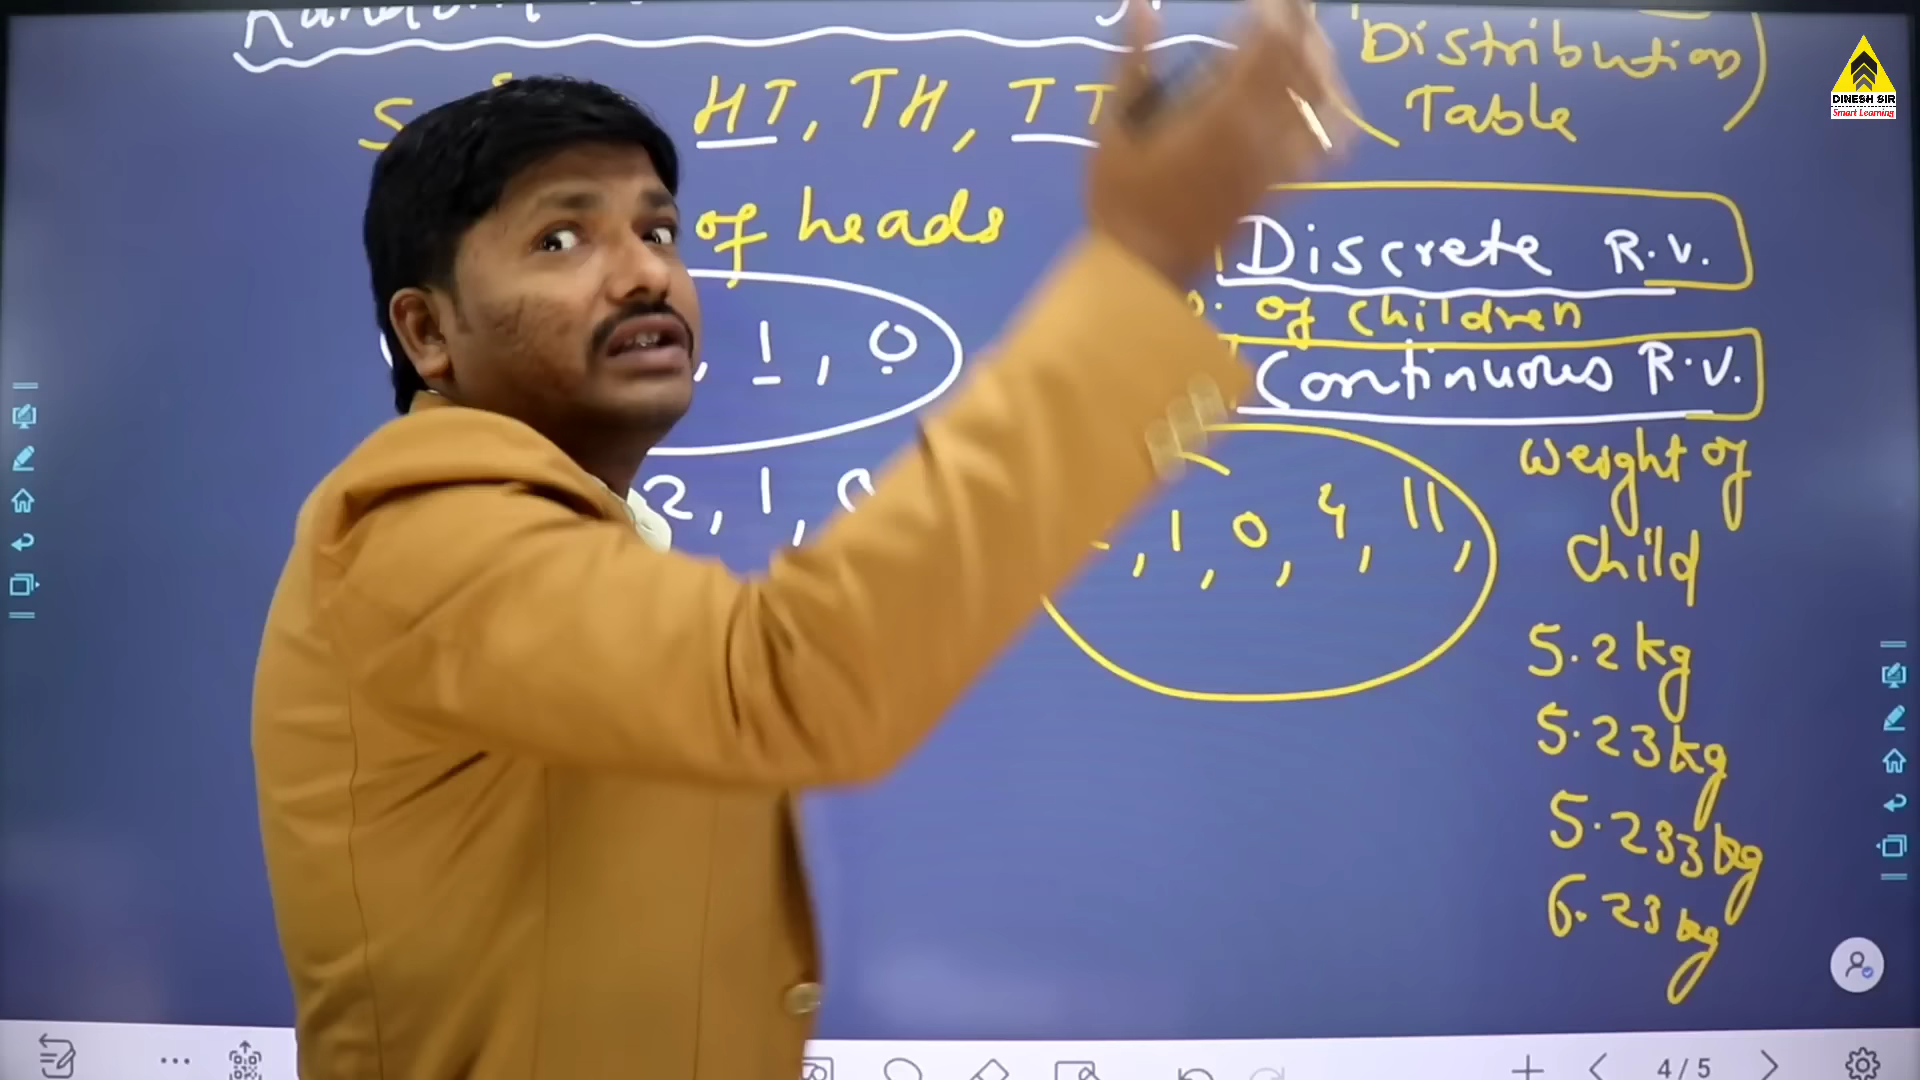 Random
Distribution
Table
S
HT, TH, TT
of heads
1, 0
2, 1, 0
Discrete R.V.
of children
Continuous R.V.
, 1, 0, 4, 11,
Weight of
child
5.2 kg
5.23 kg
5.233 kg
6.23 kg
DINESH SIR
Smart Learning
4/5